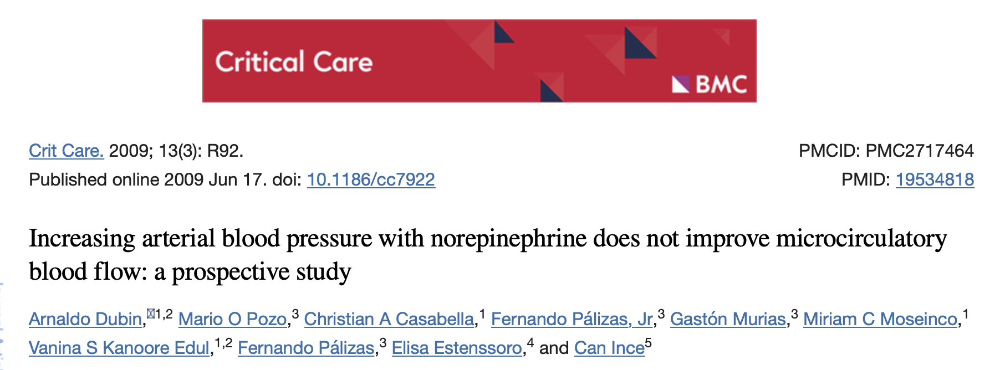 Critical Care
BMC
Crit Care. 2009; 13(3): R92.
PMCID: PMC2717464
Published online 2009 Jun 17. doi: 10.1186/cc7922
PMID: 19534818
Increasing arterial blood pressure with norepinephrine does not improve microcirculatory
blood flow: a prospective study
Arnaldo Dubin,1,2 Mario O Pozo,3 Christian A Casabella,1 Fernando Pálizas, Jr,3 Gastón Murias,3 Miriam C Moseinco,1
Vanina S Kanoore Edul,1,2 Fernando Pálizas,3 Elisa Estenssoro,4 and Can Ince5